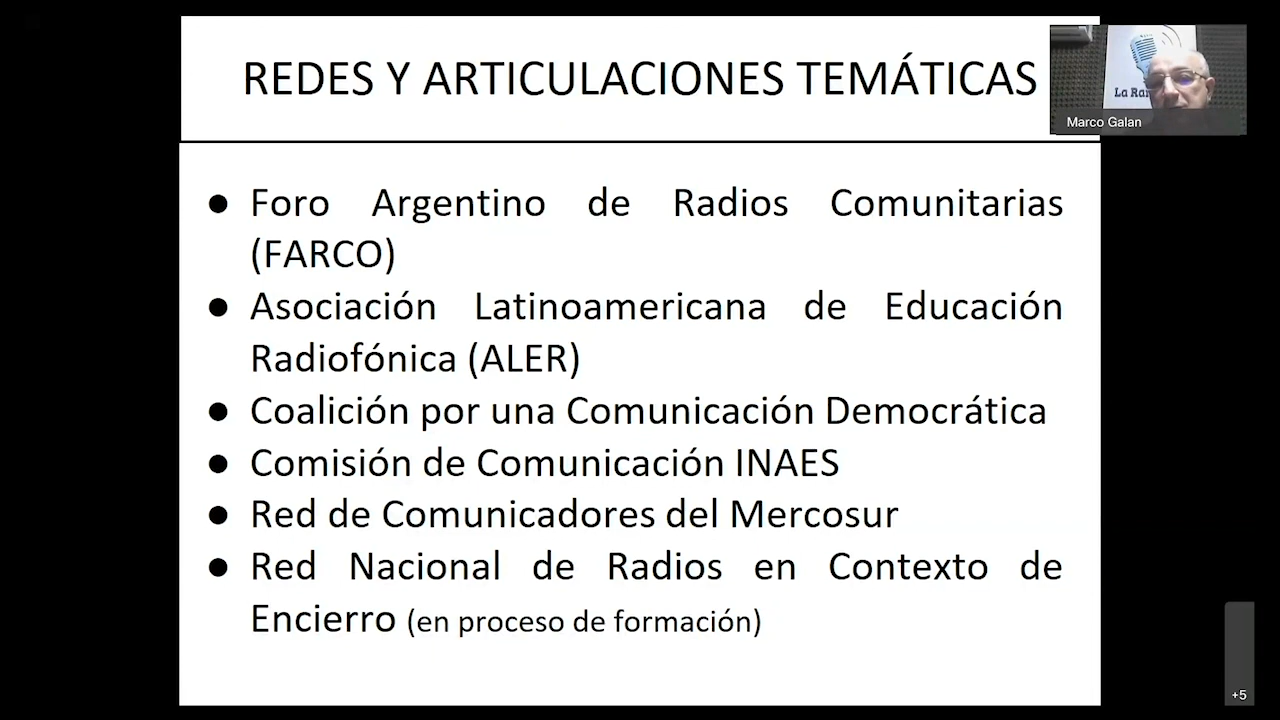 REDES Y ARTICULACIONES TEMÁTICAS
Marco Galan
● Foro Argentino de Radios Comunitarias
(FARCO)
● Asociación Latinoamericana de Educación
Radiofónica (ALER)
● Coalición por una Comunicación Democrática
● Comisión de Comunicación INAES
● Red de Comunicadores del Mercosur
● Red Nacional de Radios en Contexto de
Encierro (en proceso de formación)
+5